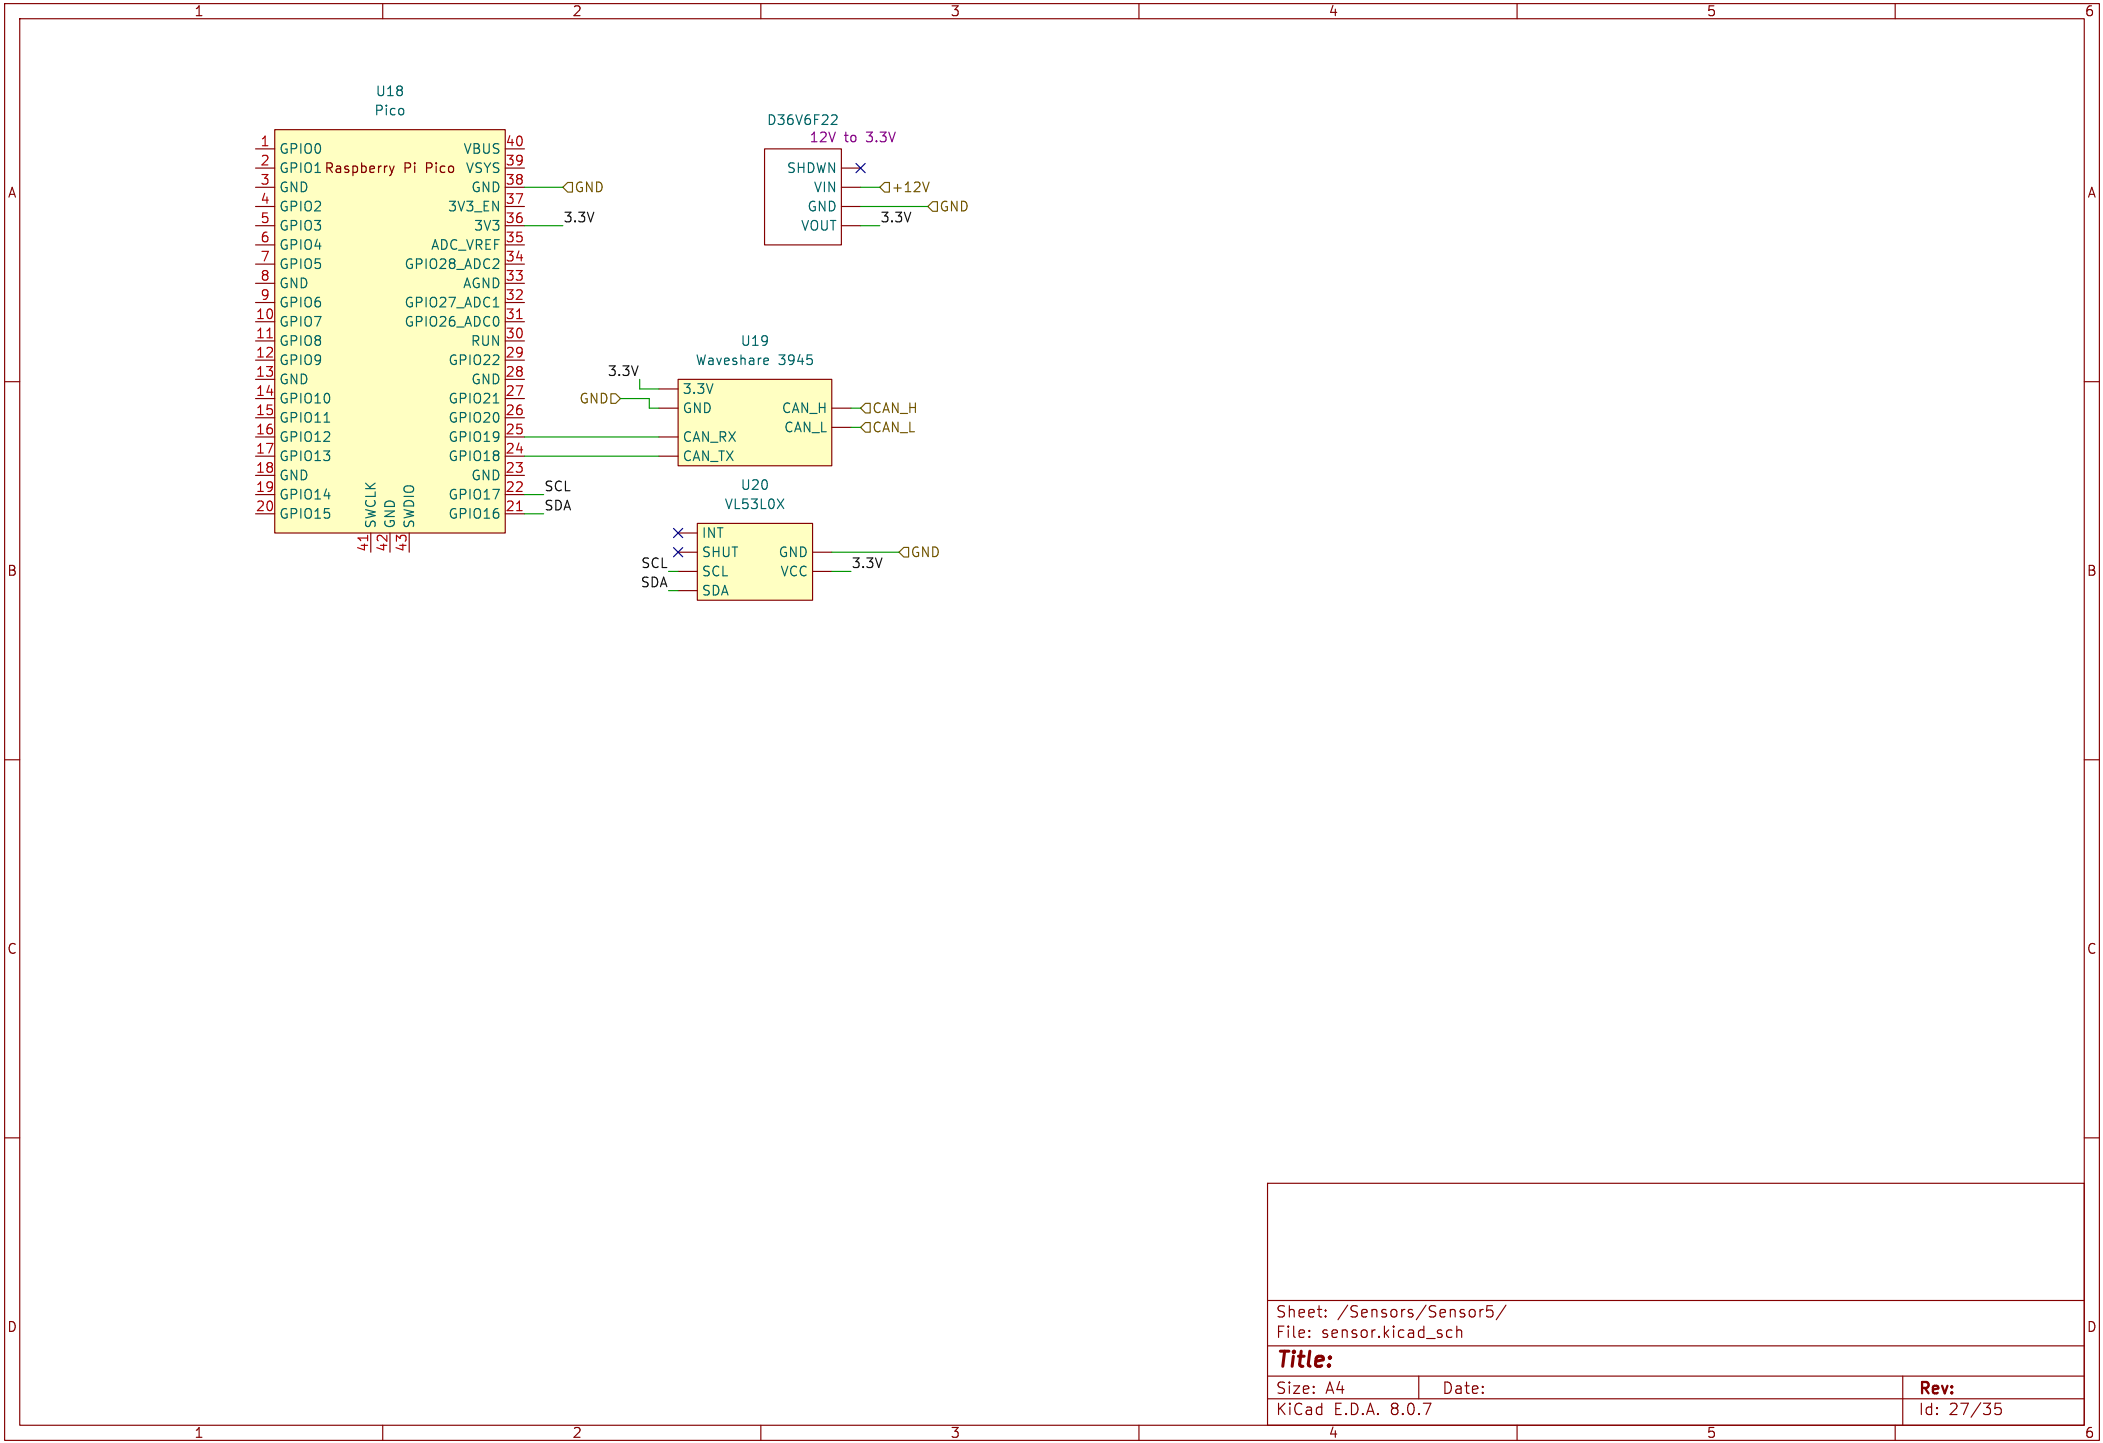 1 2 3 4 5 6
A
B
C
D
U18
Pico
Raspberry Pi Pico
1 GPIO0
2 GPIO1
3 GND
4 GPIO2
5 GPIO3
6 GPIO4
7 GPIO5
8 GND
9 GPIO6
10 GPIO7
11 GPIO8
12 GPIO9
13 GND
14 GPIO10
15 GPIO11
16 GPIO12
17 GPIO13
18 GND
19 GPIO14
20 GPIO15
VBUS 40
VSYS 39
GND 38 GND
3V3_EN 37
3V3 36 3.3V
ADC_VREF 35
GPIO28_ADC2 34
AGND 33
GPIO27_ADC1 32
GPIO26_ADC0 31
RUN 30
GPIO22 29
GND 28
GPIO21 27
GPIO20 26
GPIO19 25
GPIO18 24
GND 23
GPIO17 22 SCL
GPIO16 21 SDA
SWCLK 41
GND 42
SWDIO 43
D36V6F22
12V to 3.3V
SHDWN
VIN +12V
GND GND
VOUT 3.3V
U19
Waveshare 3945
3.3V 3.3V
GND GND
CAN_RX
CAN_TX
CAN_H CAN_H
CAN_L CAN_L
U20
VL53L0X
INT
SHUT
SCL SCL
SDA SDA
GND GND
VCC 3.3V
A
B
C
D
Sheet: /Sensors/Sensor5/
File: sensor.kicad_sch
Title:
Size: A4 Date: Rev:
KiCad E.D.A. 8.0.7 Id: 27/35
1 2 3 4 5 6